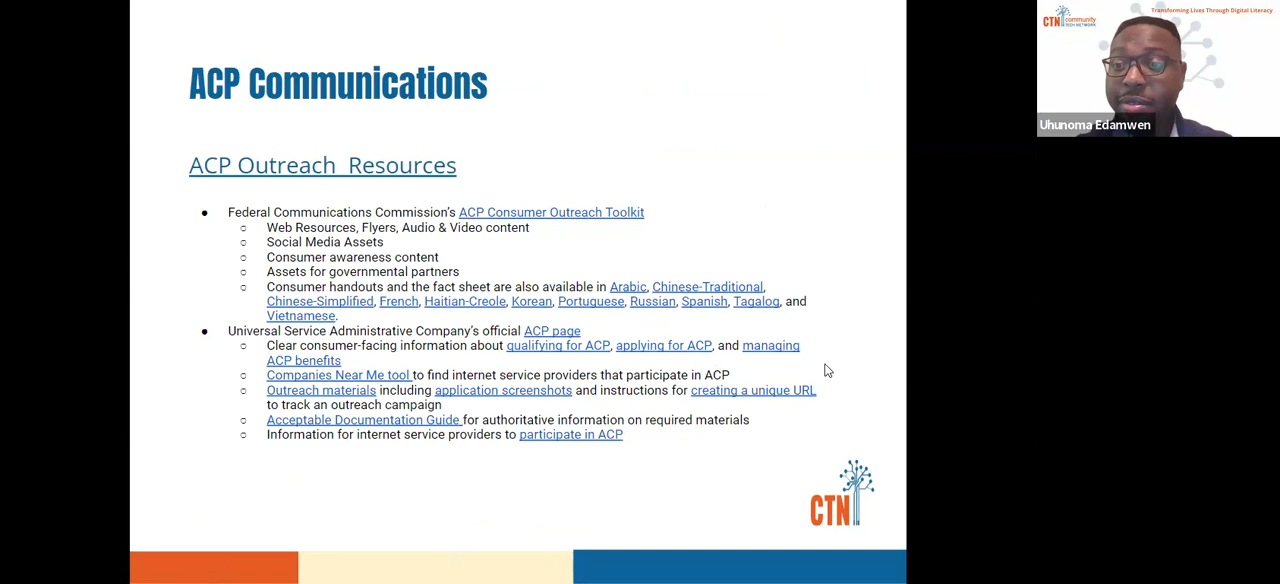 ACP Communications
ACP Outreach Resources
● Federal Communications Commission's ACP Consumer Outreach Toolkit
○ Web Resources, Flyers, Audio & Video content
○ Social Media Assets
○ Consumer awareness content
○ Assets for governmental partners
○ Consumer handouts and the fact sheet are also available in Arabic, Chinese-Traditional,
Chinese-Simplified, French, Haitian-Creole, Korean, Portuguese, Russian, Spanish, Tagalog, and
Vietnamese.
● Universal Service Administrative Company's official ACP page
○ Clear consumer-facing information about qualifying for ACP, applying for ACP, and managing
ACP benefits
○ Companies Near Me tool to find internet service providers that participate in ACP
○ Outreach materials including application screenshots and instructions for creating a unique URL
to track an outreach campaign
○ Acceptable Documentation Guide for authoritative information on required materials
○ Information for internet service providers to participate in ACP
CTN
CTN community
TECH NETWORK
Transforming Lives Through Digital Literacy
Uhunoma Edamwen